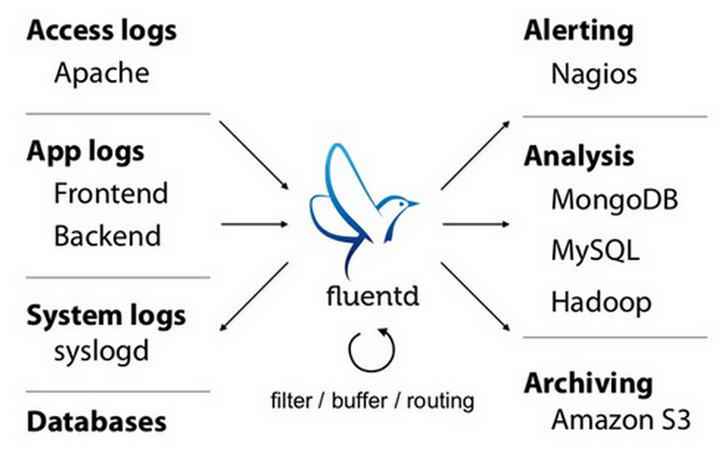 Access logs
Apache
App logs
Frontend
Backend
System logs
syslogd
Databases
fluentd
filter / buffer / routing
Alerting
Nagios
Analysis
MongoDB
MySQL
Hadoop
Archiving
Amazon S3